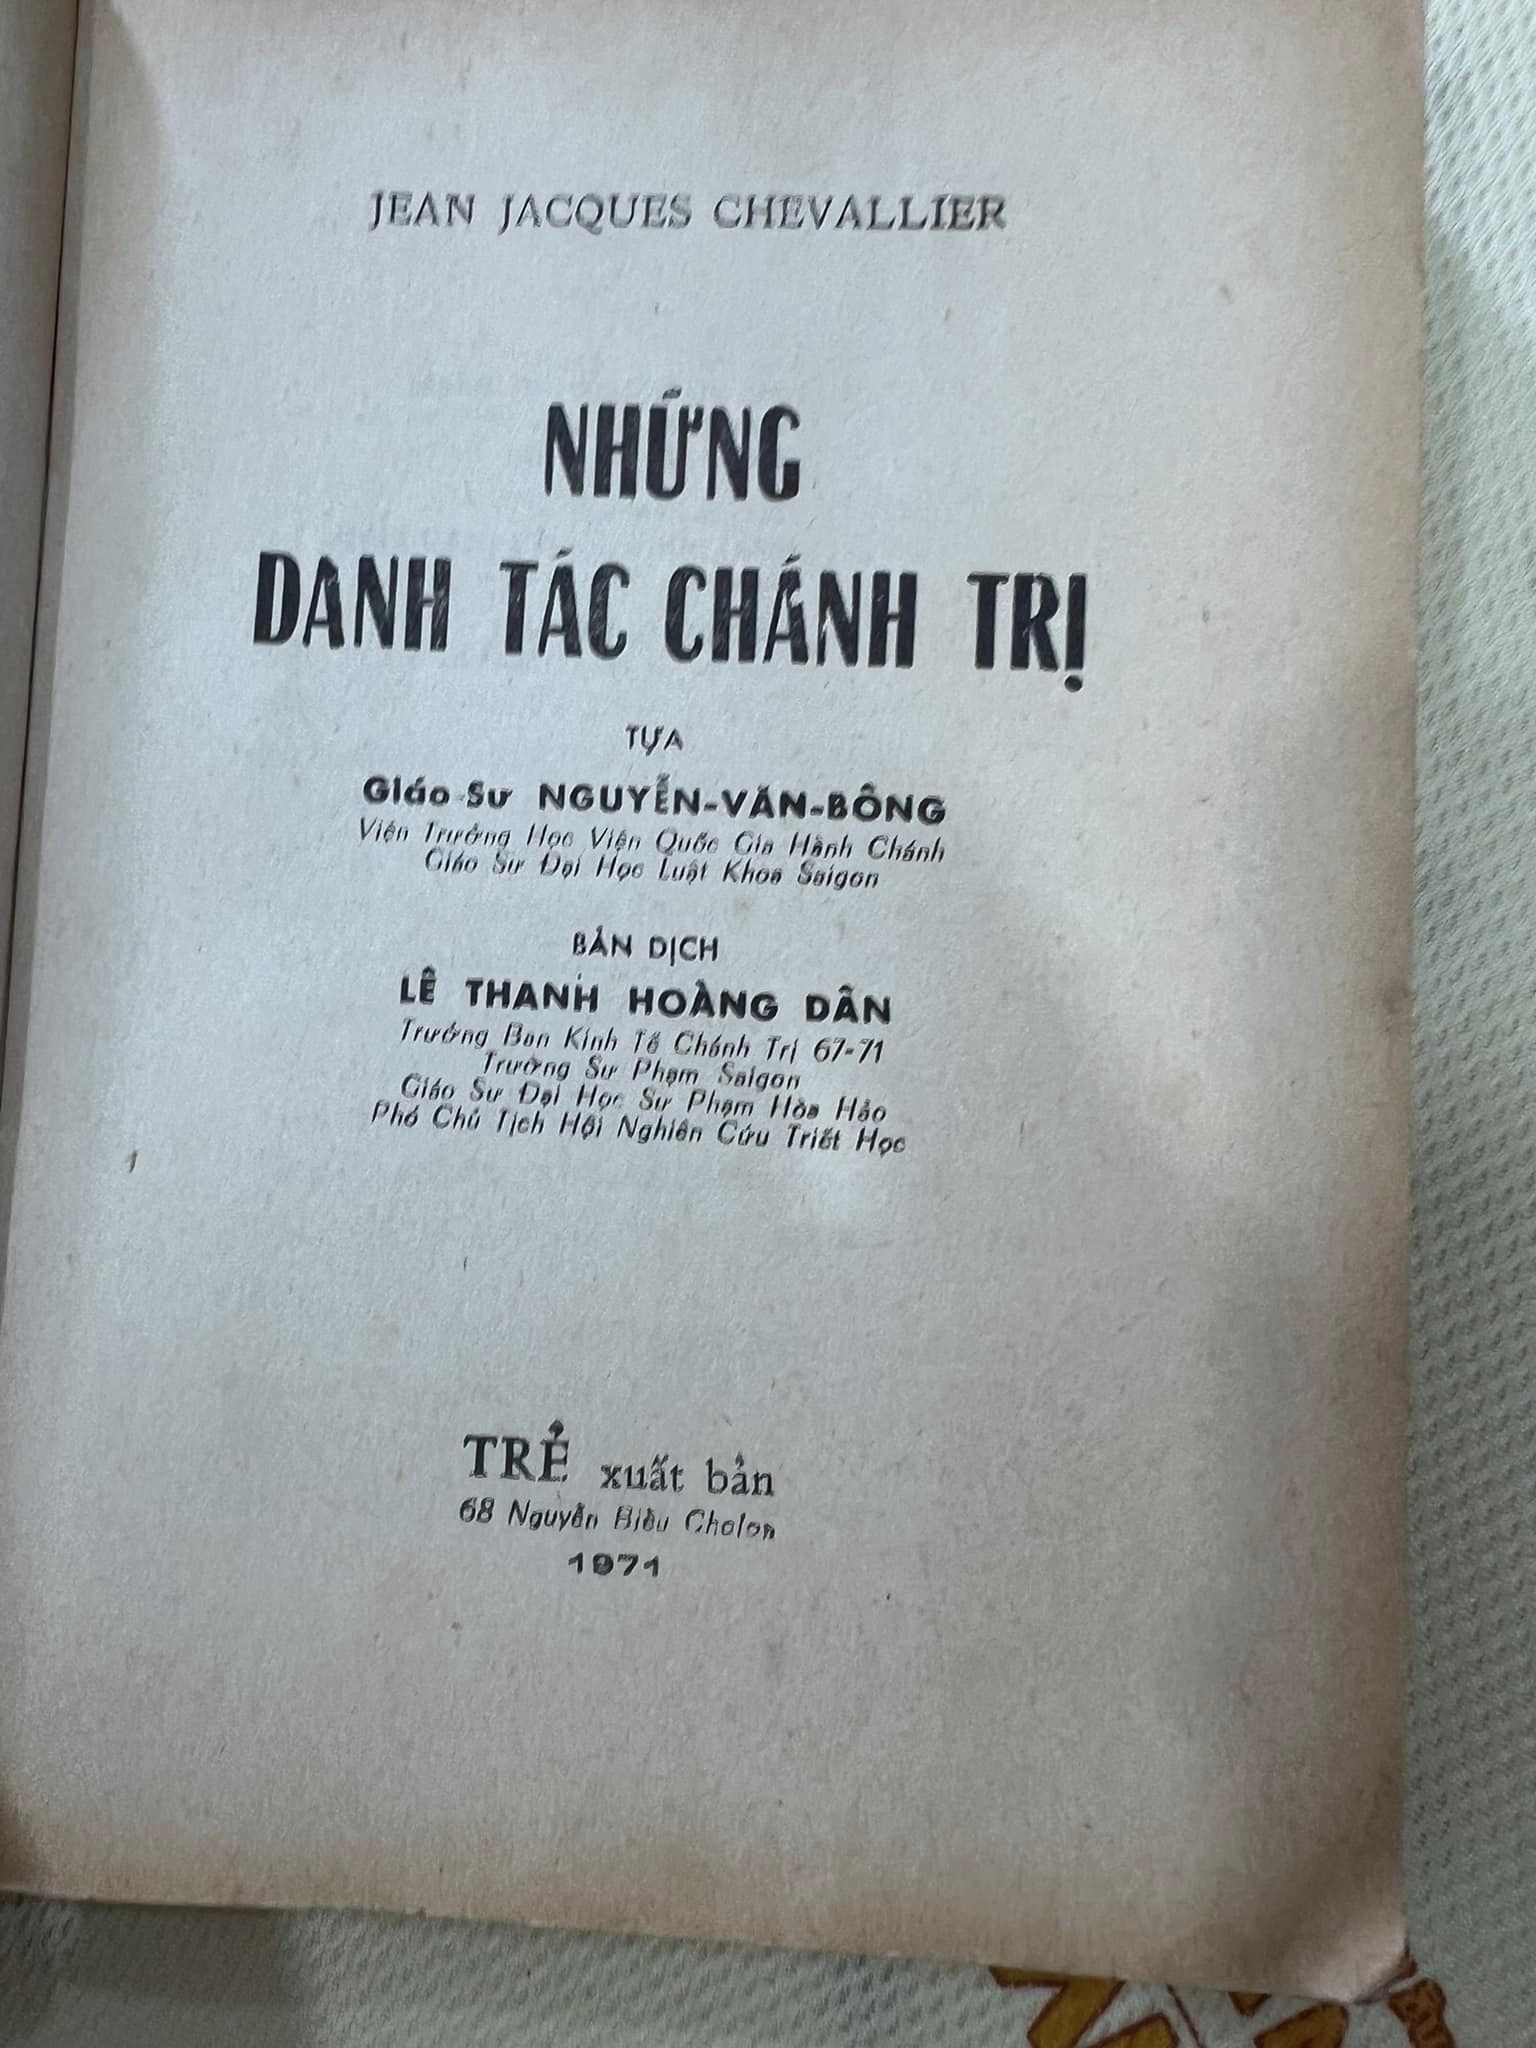 JEAN JACQUES CHEVALLIER
NHỮNG
DANH TÁC CHÁNH TRỊ
TỰA
Giáo Sư NGUYỄN-VĂN-BÔNG
Viện Trưởng Học Viện Quốc Gia Hành Chánh
Giáo Sư Đại Học Luật Khoa Saigon
BẢN DỊCH
LÊ THANH HOÀNG DÂN
Trưởng Ban Kinh Tế Chánh Trị 67-71
Trường Sư Phạm Saigon
Giáo Sư Đại Học Sư Phạm Hòa Hảo
Phó Chủ Tịch Hội Nghiên Cứu Triết Học
TRẺ xuất bản
68 Nguyễn Biểu Cholon
1971